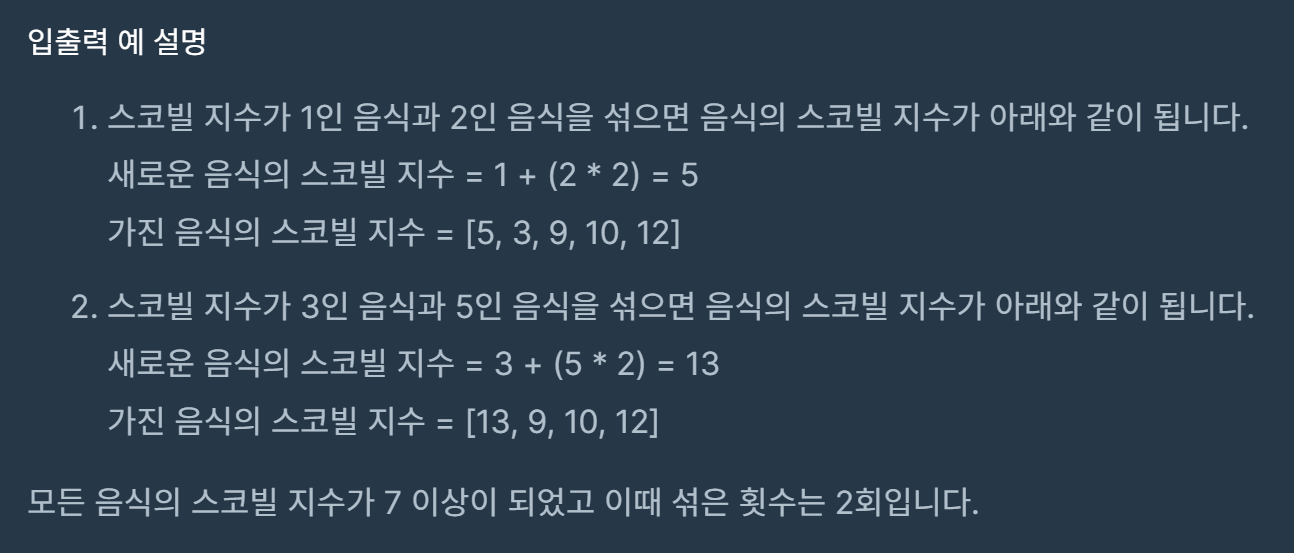 입출력 예 설명
1. 스코빌 지수가 1인 음식과 2인 음식을 섞으면 음식의 스코빌 지수가 아래와 같이 됩니다.
새로운 음식의 스코빌 지수 = 1 + (2 * 2) = 5
가진 음식의 스코빌 지수 = [5, 3, 9, 10, 12]
2. 스코빌 지수가 3인 음식과 5인 음식을 섞으면 음식의 스코빌 지수가 아래와 같이 됩니다.
새로운 음식의 스코빌 지수 = 3 + (5 * 2) = 13
가진 음식의 스코빌 지수 = [13, 9, 10, 12]
모든 음식의 스코빌 지수가 7 이상이 되었고 이때 섞은 횟수는 2회입니다.